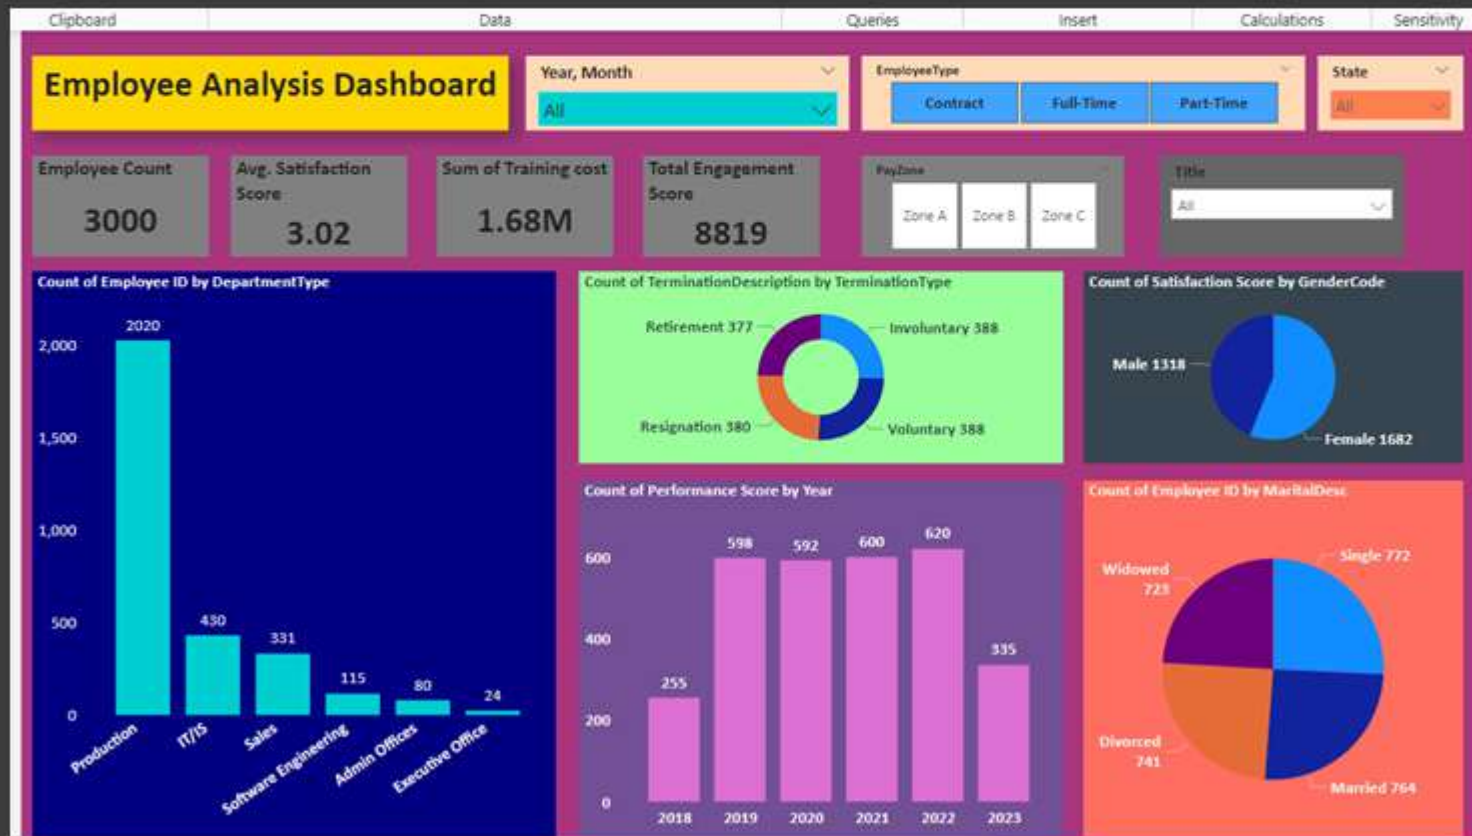 Clipboard
Data
Queries
Insert
Calculations
Sensitivity
Employee Analysis Dashboard
Year, Month
All
EmployeeType
Contract
Full-Time
Part-Time
State
All
Employee Count
3000
Avg. Satisfaction
Score
3.02
Sum of Training cost
1.68M
Total Engagement
Score
8819
PayZone
Zone A
Zone B
Zone C
Title
All
Count of Employee ID by DepartmentType
2,000
1,500
1,000
500
0
2020
430
331
115
80
24
Production
IT/IS
Sales
Software Engineering
Admin Offices
Executive Office
Count of TerminationDescription by TerminationType
Retirement 377
Involuntary 388
Resignation 380
Voluntary 388
Count of Satisfaction Score by GenderCode
Male 1318
Female 1682
Count of Performance Score by Year
600
400
200
0
255
598
592
600
620
335
2018
2019
2020
2021
2022
2023
Count of Employee ID by MaritalDesc
Single 772
Widowed
723
Divorced
741
Married 764